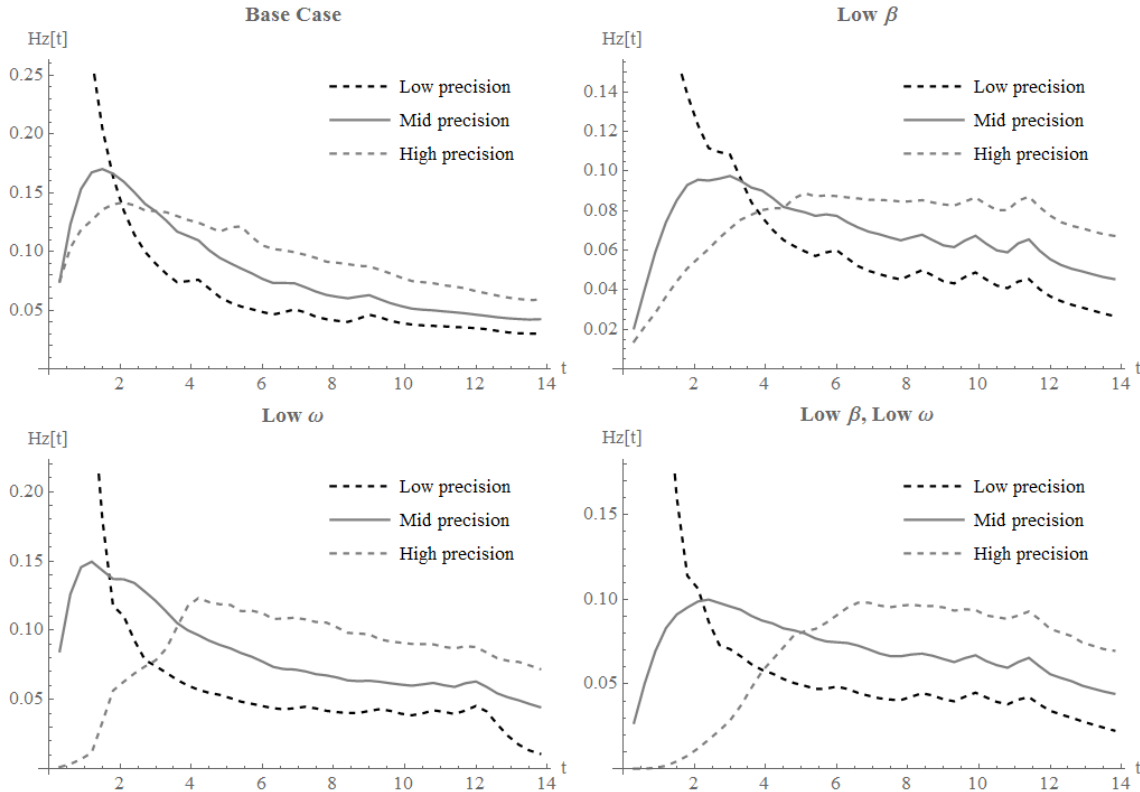 Base Case
Hz[t]
0.25
0.20
0.15
0.10
0.05
Low precision
Mid precision
High precision
2 4 6 8 10 12 14 t
Low β
Hz[t]
0.14
0.12
0.10
0.08
0.06
0.04
0.02
Low precision
Mid precision
High precision
2 4 6 8 10 12 14 t
Low ω
Hz[t]
0.20
0.15
0.10
0.05
Low precision
Mid precision
High precision
2 4 6 8 10 12 14 t
Low β, Low ω
Hz[t]
0.15
0.10
0.05
Low precision
Mid precision
High precision
2 4 6 8 10 12 14 t